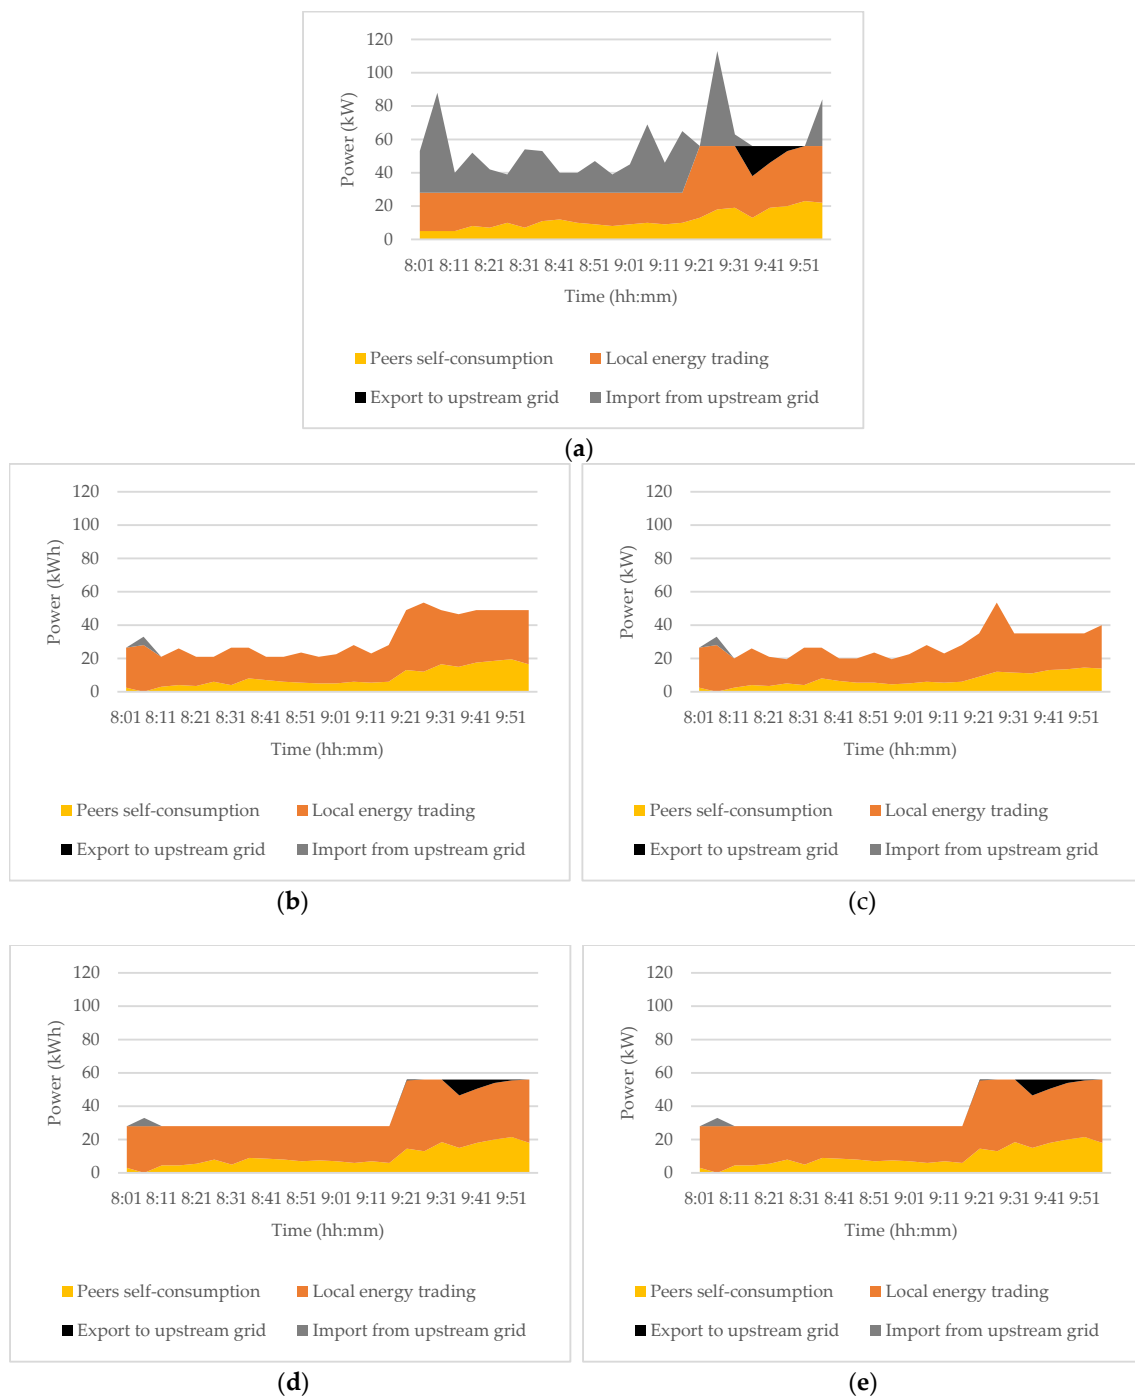 120
100
80
60
40
20
0
Power (kW)
8:01 8:11 8:21 8:31 8:41 8:51 9:01 9:11 9:21 9:31 9:41 9:51
Time (hh:mm)
Peers self-consumption Local energy trading
Export to upstream grid Import from upstream grid
(a)
120
100
80
60
40
20
0
Power (kWh)
8:01 8:11 8:21 8:31 8:41 8:51 9:01 9:11 9:21 9:31 9:41 9:51
Time (hh:mm)
Peers self-consumption Local energy trading
Export to upstream grid Import from upstream grid
(b)
120
100
80
60
40
20
0
Power (kW)
8:01 8:11 8:21 8:31 8:41 8:51 9:01 9:11 9:21 9:31 9:41 9:51
Time (hh:mm)
Peers self-consumption Local energy trading
Export to upstream grid Import from upstream grid
(c)
120
100
80
60
40
20
0
Power (kWh)
8:01 8:11 8:21 8:31 8:41 8:51 9:01 9:11 9:21 9:31 9:41 9:51
Time (hh:mm)
Peers self-consumption Local energy trading
Export to upstream grid Import from upstream grid
(d)
120
100
80
60
40
20
0
Power (kW)
8:01 8:11 8:21 8:31 8:41 8:51 9:01 9:11 9:21 9:31 9:41 9:51
Time (hh:mm)
Peers self-consumption Local energy trading
Export to upstream grid Import from upstream grid
(e)